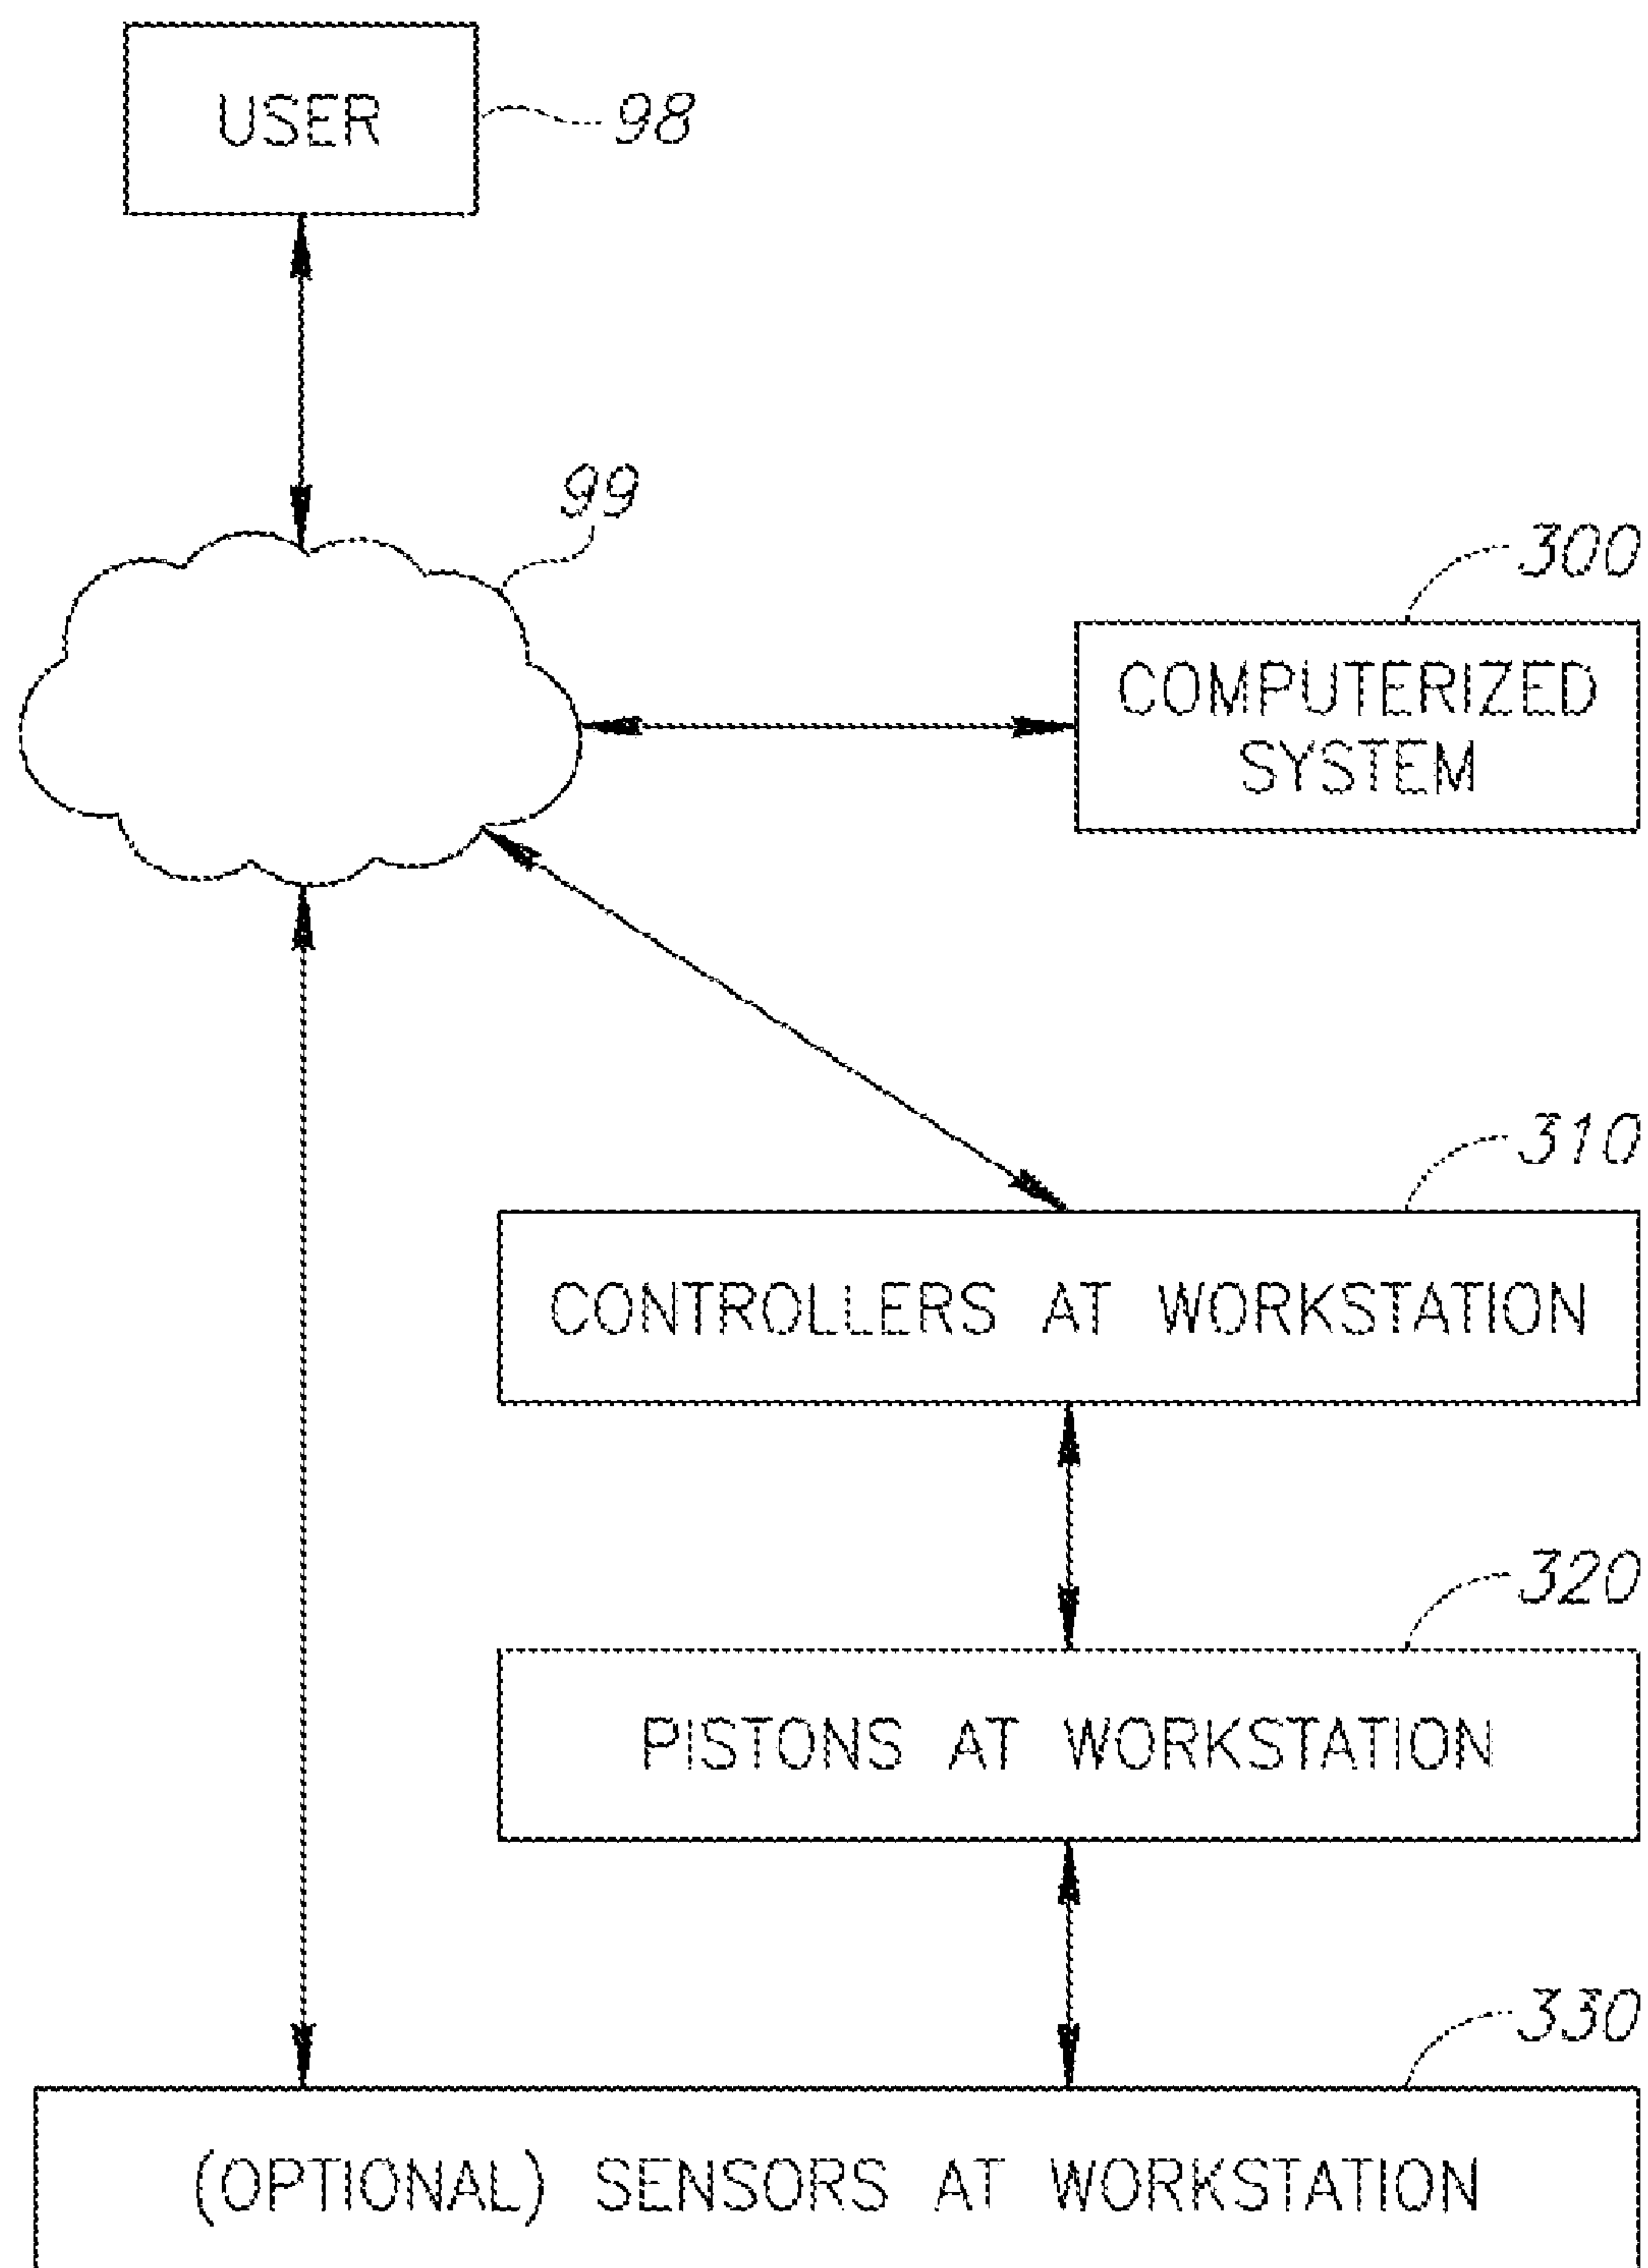 USER
98
99
300
COMPUTERIZED
SYSTEM
310
CONTROLLERS AT WORKSTATION
320
PISTONS AT WORKSTATION
330
(OPTIONAL) SENSORS AT WORKSTATION